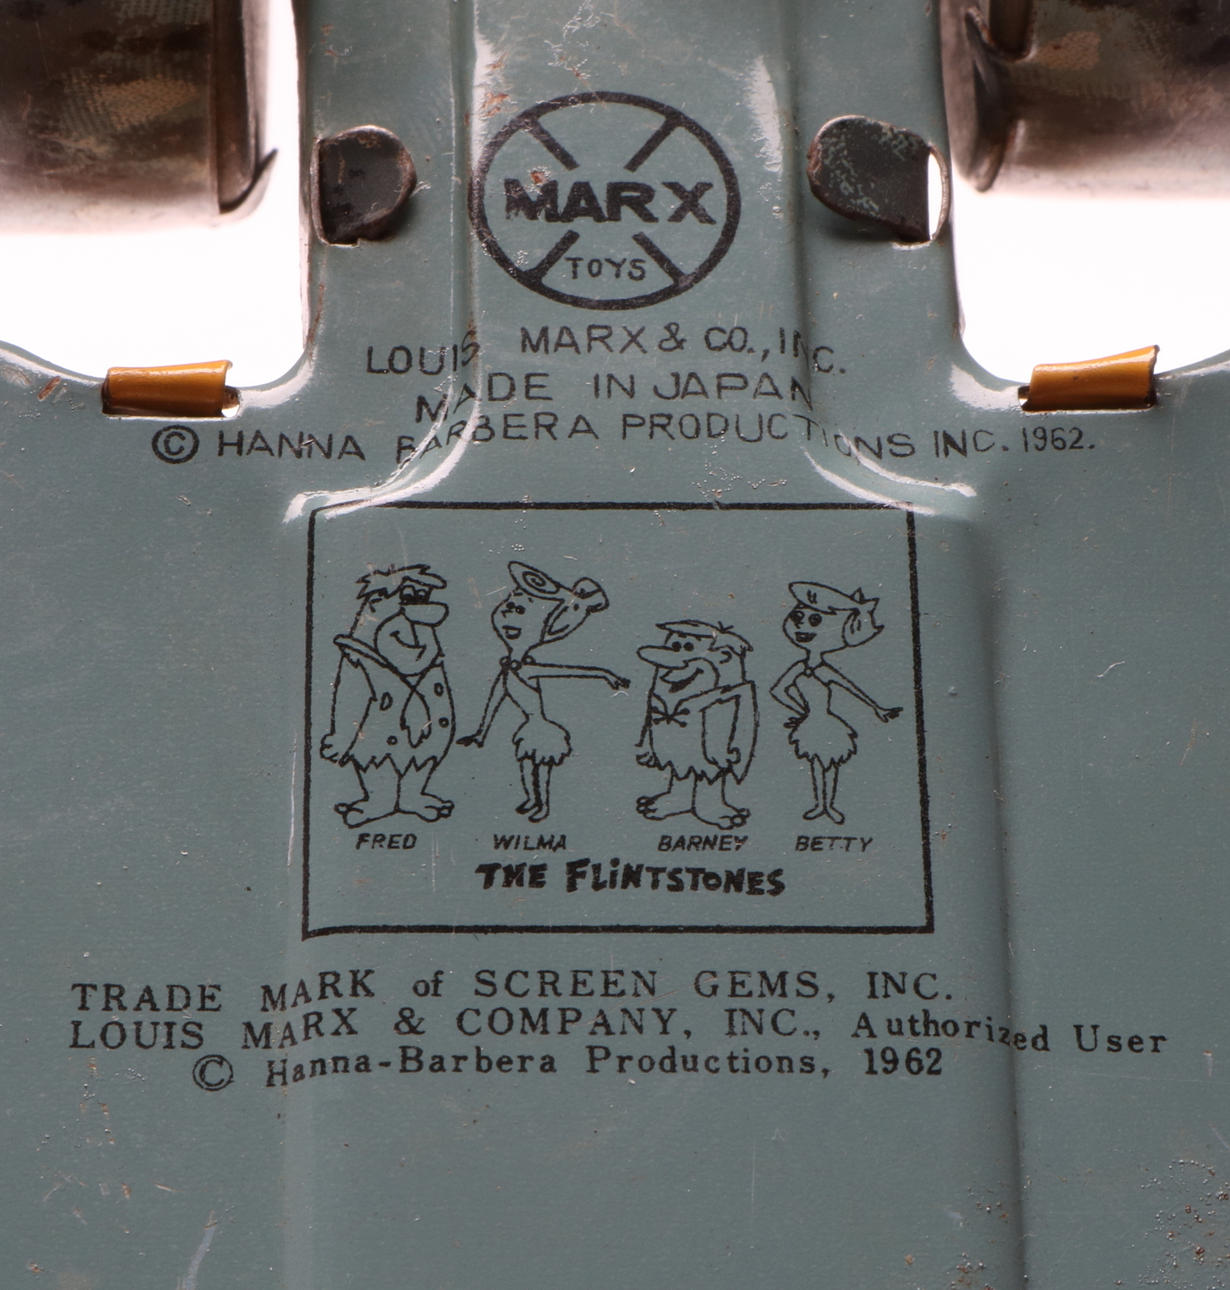 MARX
TOYS
LOUIS MARX & CO., INC.
MADE IN JAPAN
© HANNA BARBERA PRODUCTIONS INC. 1962.
FRED WILMA BARNEY BETTY
THE FLiNTSTONES
TRADE MARK of SCREEN GEMS, INC.
LOUIS MARX & COMPANY, INC., Authorized User
© Hanna-Barbera Productions, 1962